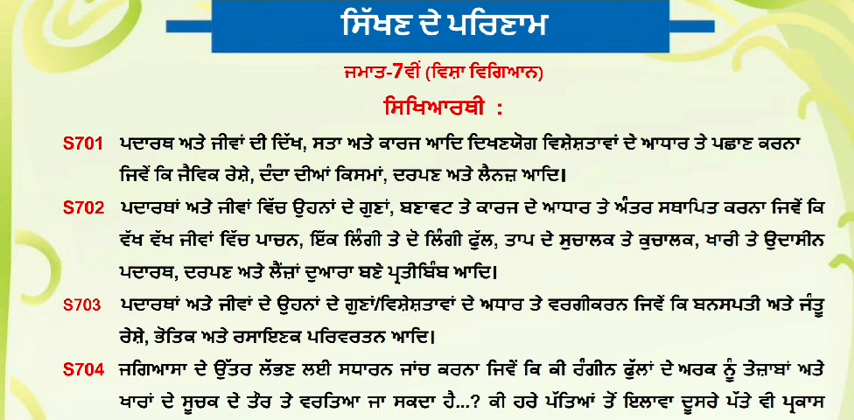 ਸਿੱਖਣ ਦੇ ਪਰਿਣਾਮ
ਜਮਾਤ-7ਵੀਂ (ਵਿਸ਼ਾ ਵਿਗਿਆਨ)
ਸਿਖਿਆਰਥੀ :
S701 ਪਦਾਰਥ ਅਤੇ ਜੀਵਾਂ ਦੀ ਦਿੱਖ, ਸਤਾ ਅਤੇ ਕਾਰਜ ਆਦਿ ਦਿਖਣਯੋਗ ਵਿਸ਼ੇਸ਼ਤਾਵਾਂ ਦੇ ਆਧਾਰ ਤੇ ਪਛਾਣ ਕਰਨਾ
ਜਿਵੇਂ ਕਿ ਜੈਵਿਕ ਰੇਸ਼ੇ, ਦੰਦਾ ਦੀਆਂ ਕਿਸਮਾਂ, ਦਰਪਣ ਅਤੇ ਲੈਨਜ਼ ਆਦਿ।
S702 ਪਦਾਰਥਾਂ ਅਤੇ ਜੀਵਾਂ ਵਿੱਚ ਉਹਨਾਂ ਦੇ ਗੁਣਾਂ, ਬਣਾਵਟ ਤੇ ਕਾਰਜ ਦੇ ਆਧਾਰ ਤੇ ਅੰਤਰ ਸਥਾਪਿਤ ਕਰਨਾ ਜਿਵੇਂ ਕਿ
ਵੱਖ ਵੱਖ ਜੀਵਾਂ ਵਿੱਚ ਪਾਚਨ, ਇੱਕ ਲਿੰਗੀ ਤੇ ਦੋ ਲਿੰਗੀ ਫੁੱਲ, ਤਾਪ ਦੇ ਸੁਚਾਲਕ ਤੇ ਕੁਚਾਲਕ, ਖਾਰੀ ਤੇ ਉਦਾਸੀਨ
ਪਦਾਰਥ, ਦਰਪਣ ਅਤੇ ਲੈਂਜ਼ਾਂ ਦੁਆਰਾ ਬਣੇ ਪ੍ਰਤੀਬਿੰਬ ਆਦਿ।
S703 ਪਦਾਰਥਾਂ ਅਤੇ ਜੀਵਾਂ ਦੇ ਉਹਨਾਂ ਦੇ ਗੁਣਾਂ/ਵਿਸ਼ੇਸ਼ਤਾਵਾਂ ਦੇ ਅਧਾਰ ਤੇ ਵਰਗੀਕਰਨ ਜਿਵੇਂ ਕਿ ਬਨਸਪਤੀ ਅਤੇ ਜੰਤੂ
ਰੇਸ਼ੇ, ਭੋਤਿਕ ਅਤੇ ਰਸਾਇਣਕ ਪਰਿਵਰਤਨ ਆਦਿ।
S704 ਜਗਿਆਸਾ ਦੇ ਉੱਤਰ ਲੱਭਣ ਲਈ ਸਧਾਰਨ ਜਾਂਚ ਕਰਨਾ ਜਿਵੇਂ ਕਿ ਕੀ ਰੰਗੀਨ ਫੁੱਲਾਂ ਦੇ ਅਰਕ ਨੂੰ ਤੇਜ਼ਾਬਾਂ ਅਤੇ
ਖਾਰਾਂ ਦੇ ਸੂਚਕ ਦੇ ਤੌਰ ਤੇ ਵਰਤਿਆ ਜਾ ਸਕਦਾ ਹੈ...? ਕੀ ਹਰੇ ਪੱਤਿਆਂ ਤੋਂ ਇਲਾਵਾ ਦੂਸਰੇ ਪੱਤੇ ਵੀ ਪ੍ਰਕਾਸ